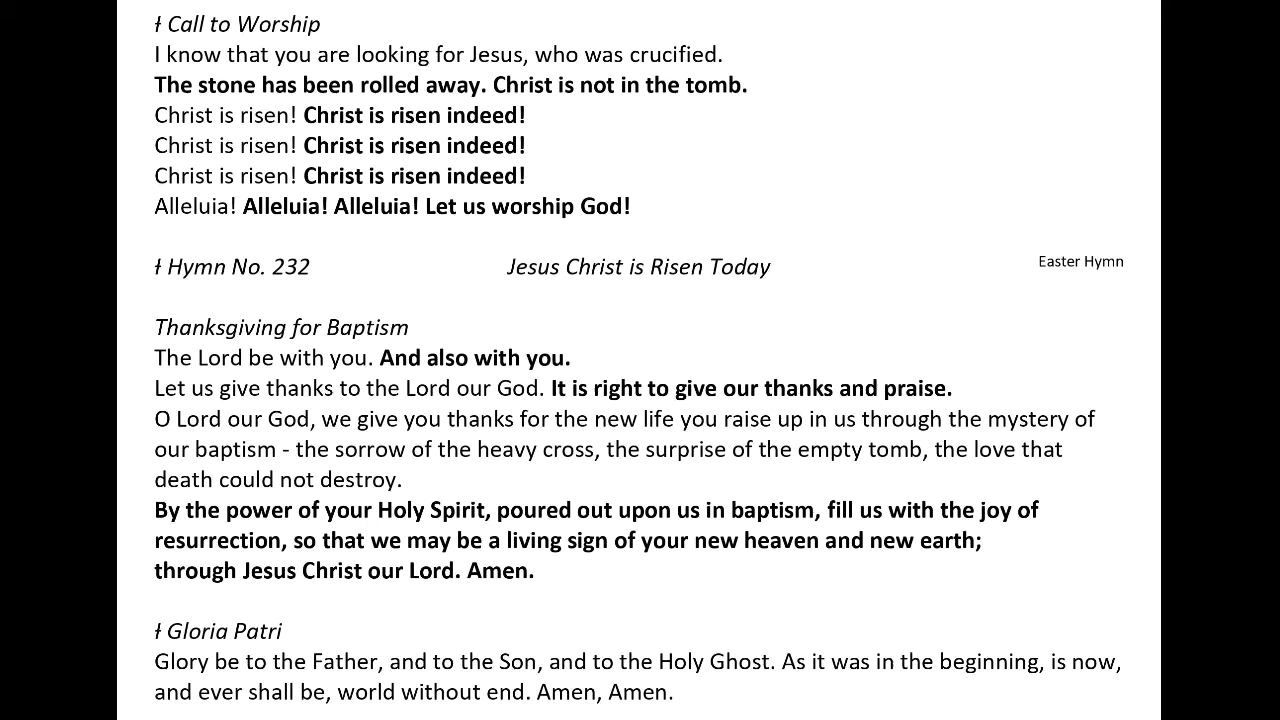 ƚ Call to Worship
I know that you are looking for Jesus, who was crucified.
The stone has been rolled away. Christ is not in the tomb.
Christ is risen! Christ is risen indeed!
Christ is risen! Christ is risen indeed!
Christ is risen! Christ is risen indeed!
Alleluia! Alleluia! Alleluia! Let us worship God!
ƚ Hymn No. 232 Jesus Christ is Risen Today Easter Hymn
Thanksgiving for Baptism
The Lord be with you. And also with you.
Let us give thanks to the Lord our God. It is right to give our thanks and praise.
O Lord our God, we give you thanks for the new life you raise up in us through the mystery of
our baptism - the sorrow of the heavy cross, the surprise of the empty tomb, the love that
death could not destroy.
By the power of your Holy Spirit, poured out upon us in baptism, fill us with the joy of
resurrection, so that we may be a living sign of your new heaven and new earth;
through Jesus Christ our Lord. Amen.
ƚ Gloria Patri
Glory be to the Father, and to the Son, and to the Holy Ghost. As it was in the beginning, is now,
and ever shall be, world without end. Amen, Amen.